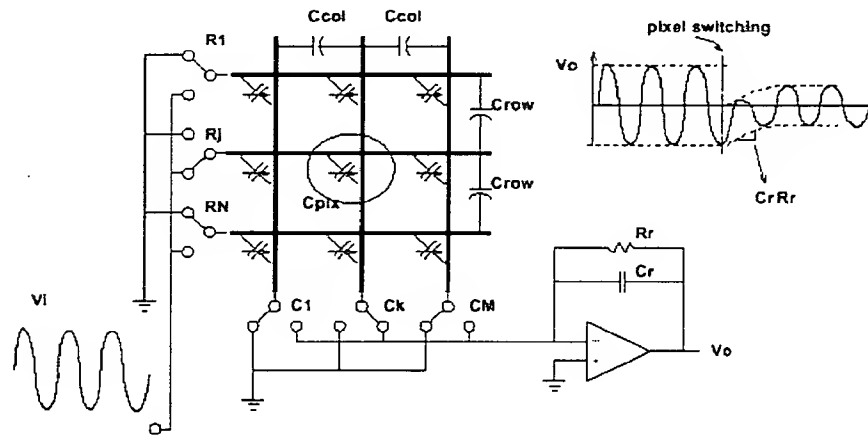 Ccol Ccol
pixel switching
R1
Vo
Crow
Rj
Crow
CrRr
RN
Cpix
Rr
Cr
Vi
C1 Ck CM
Vo